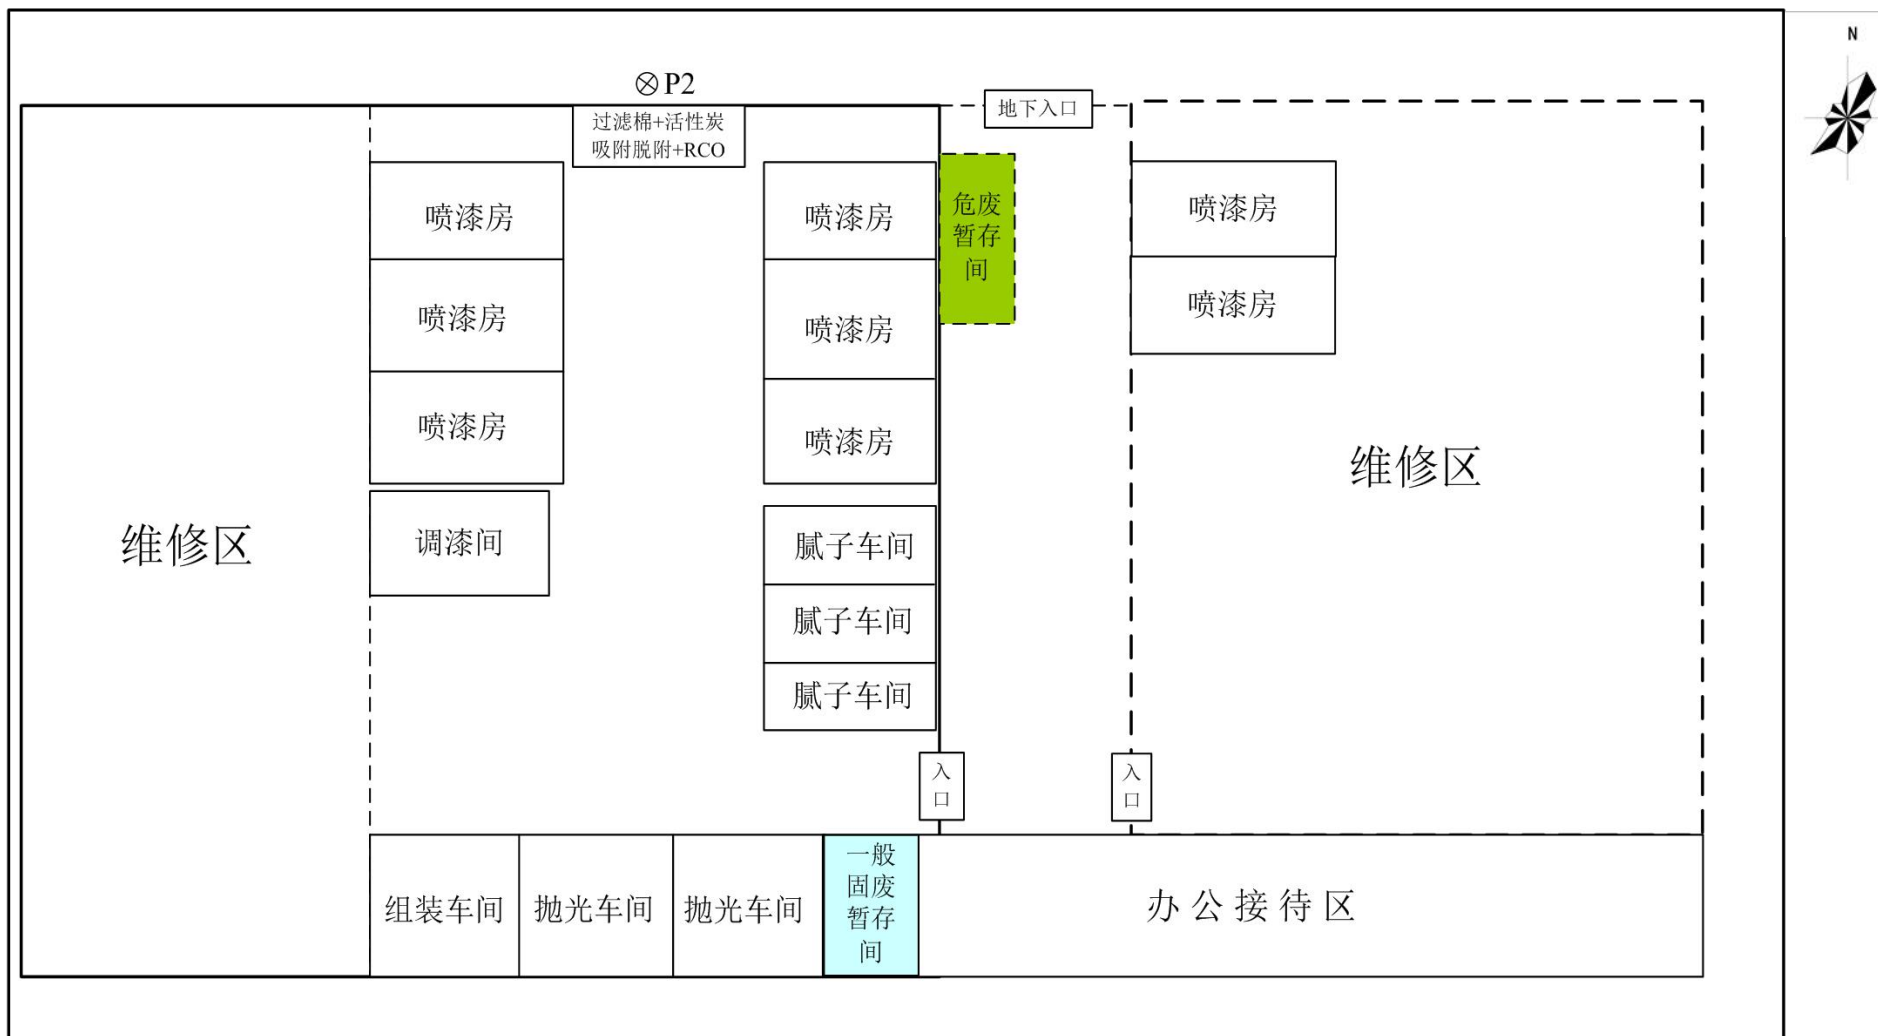 N
⊗P2
地下入口
过滤棉+活性炭
吸附脱附+RCO
喷漆房
喷漆房
危废
暂存
间
喷漆房
喷漆房
喷漆房
喷漆房
喷漆房
喷漆房
维修区
维修区
调漆间
腻子车间
腻子车间
腻子车间
入
口
入
口
组装车间
抛光车间
抛光车间
一般
固废
暂存
间
办公接待区